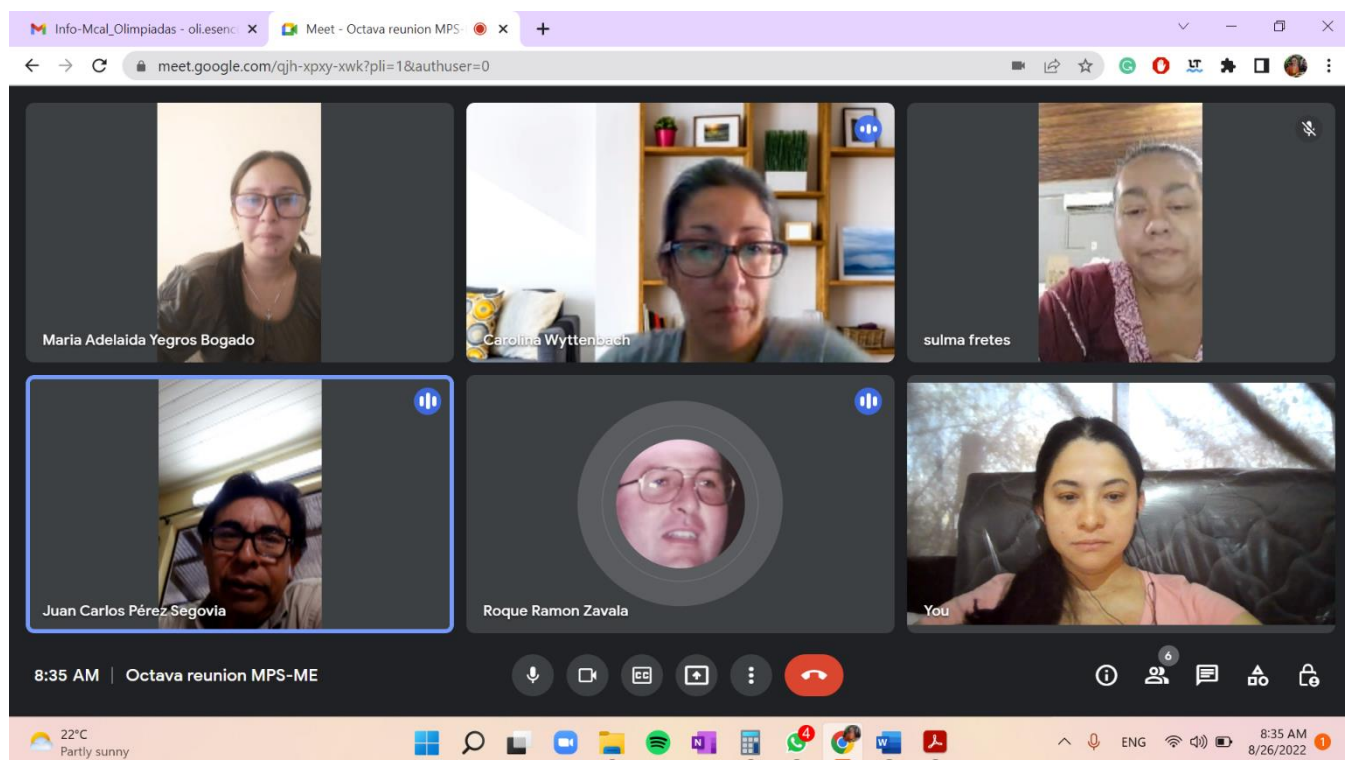 Info-Mcal_Olimpiadas - oli.esenc
Meet - Octava reunion MPS-
meet.google.com/qjh-xpxy-xwk?pli=1&authuser=0
Maria Adelaida Yegros Bogado
Carolina Wyttenbach
sulma fretes
Juan Carlos Pérez Segovia
Roque Ramon Zavala
You
8:35 AM | Octava reunion MPS-ME
CC
6
22°C
Partly sunny
4
ENG
8:35 AM
8/26/2022
1